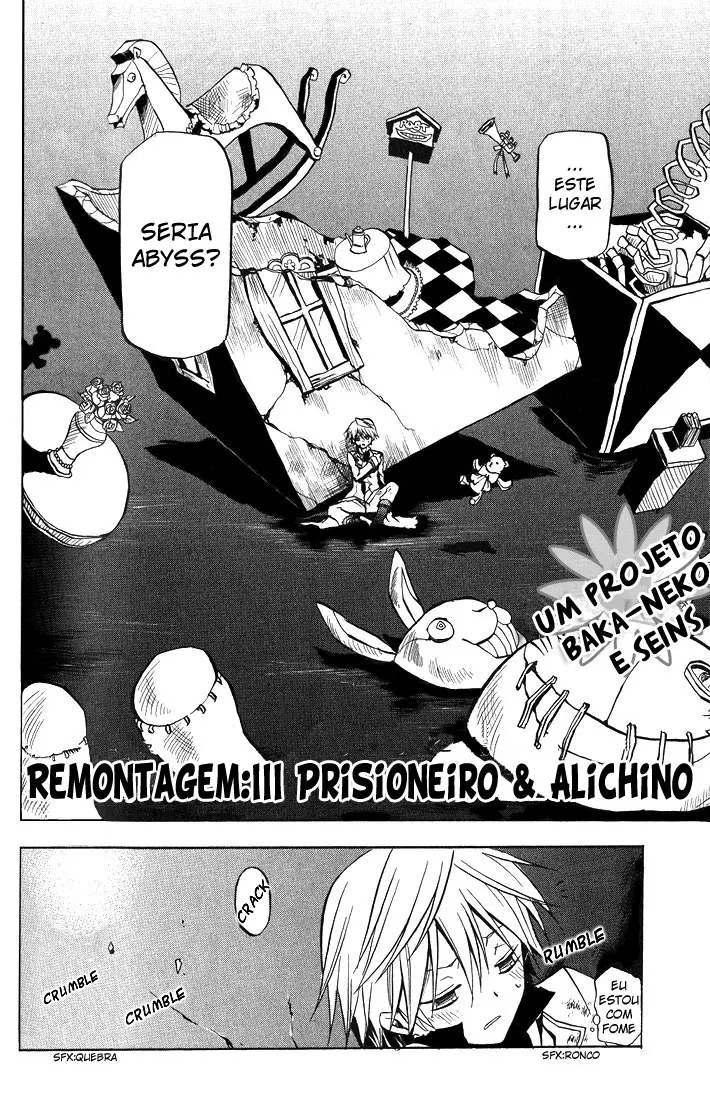 ...
ESTE
LUGAR
...
SERIA
ABYSS?
POST
UM PROJETO
BAKA-NEKO
E SEINS
REMONTAGEM:III PRISIONEIRO & ALICHINO
CRACK!
RUMBLE
CRUMBLE
CRUMBLE
EU
ESTOU
COM
FOME
SFX:QUEBRA
SFX:RONCO